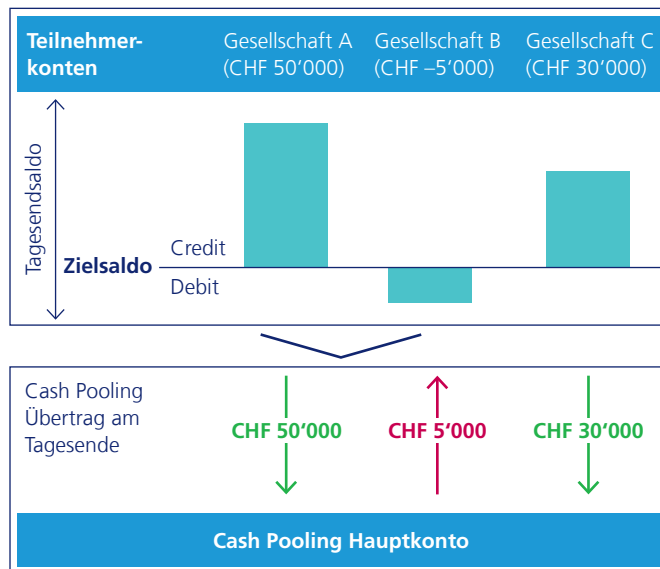 Teilnehmer-
konten
Gesellschaft A
(CHF 50‘000)
Gesellschaft B
(CHF –5‘000)
Gesellschaft C
(CHF 30‘000)
Tagesendsaldo
Zielsaldo
Credit
Debit
Cash Pooling
Übertrag am
Tagesende
CHF 50‘000
CHF 5‘000
CHF 30‘000
Cash Pooling Hauptkonto